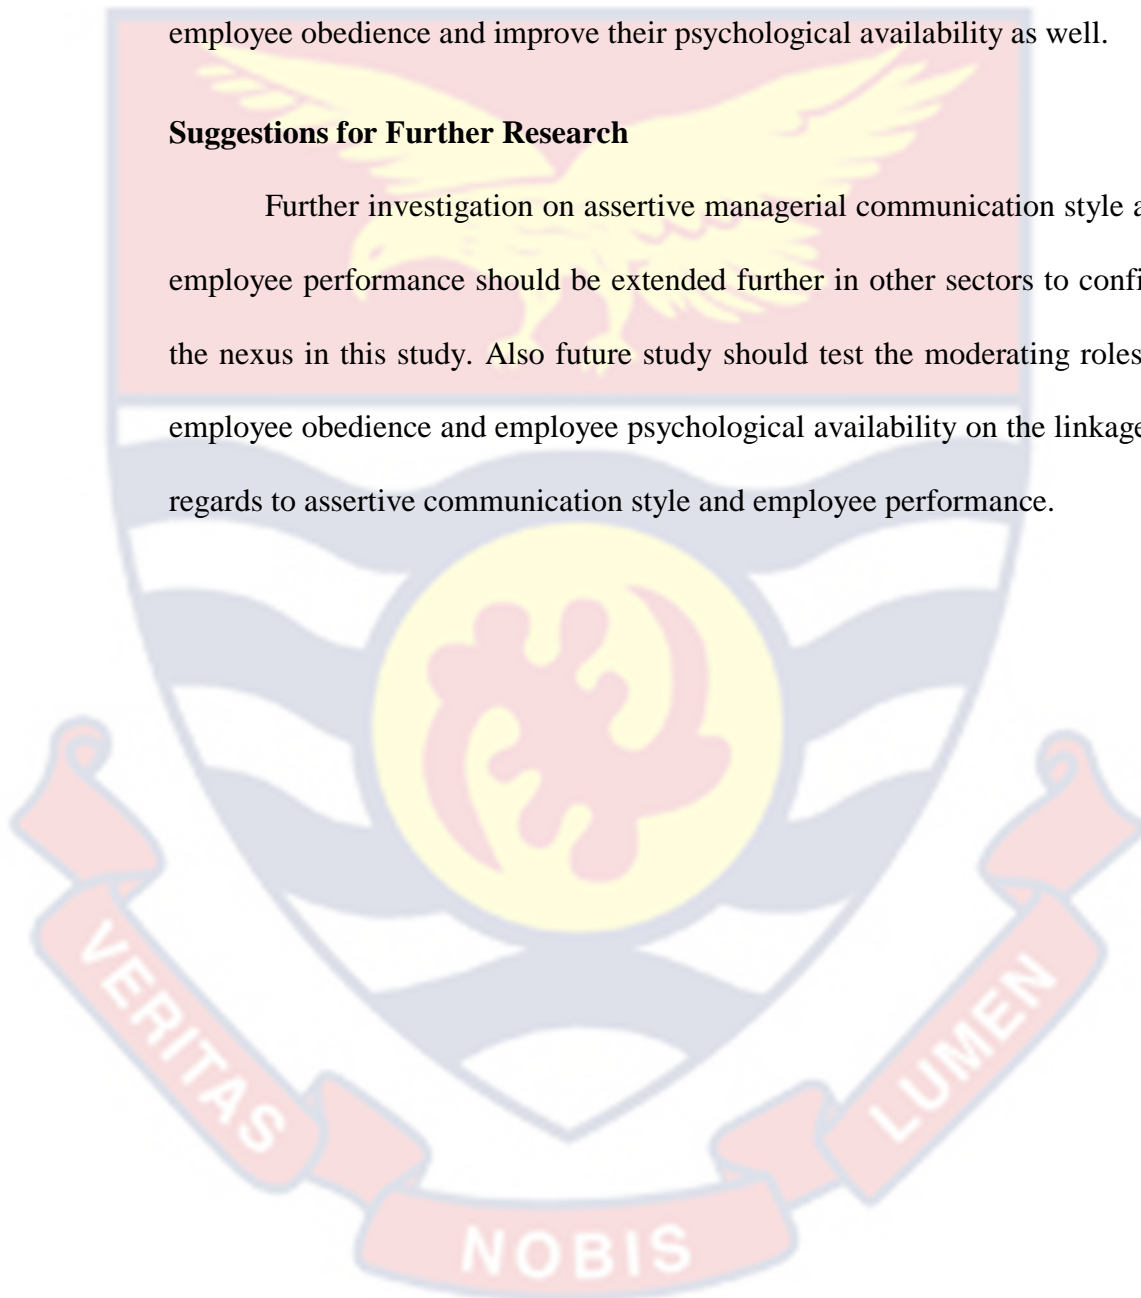 employee obedience and improve their psychological availability as well.
Suggestions for Further Research
Further investigation on assertive managerial communication style a
employee performance should be extended further in other sectors to confi
the nexus in this study. Also future study should test the moderating roles
employee obedience and employee psychological availability on the linkage
regards to assertive communication style and employee performance.
VERITAS
NOBIS
LUMEN